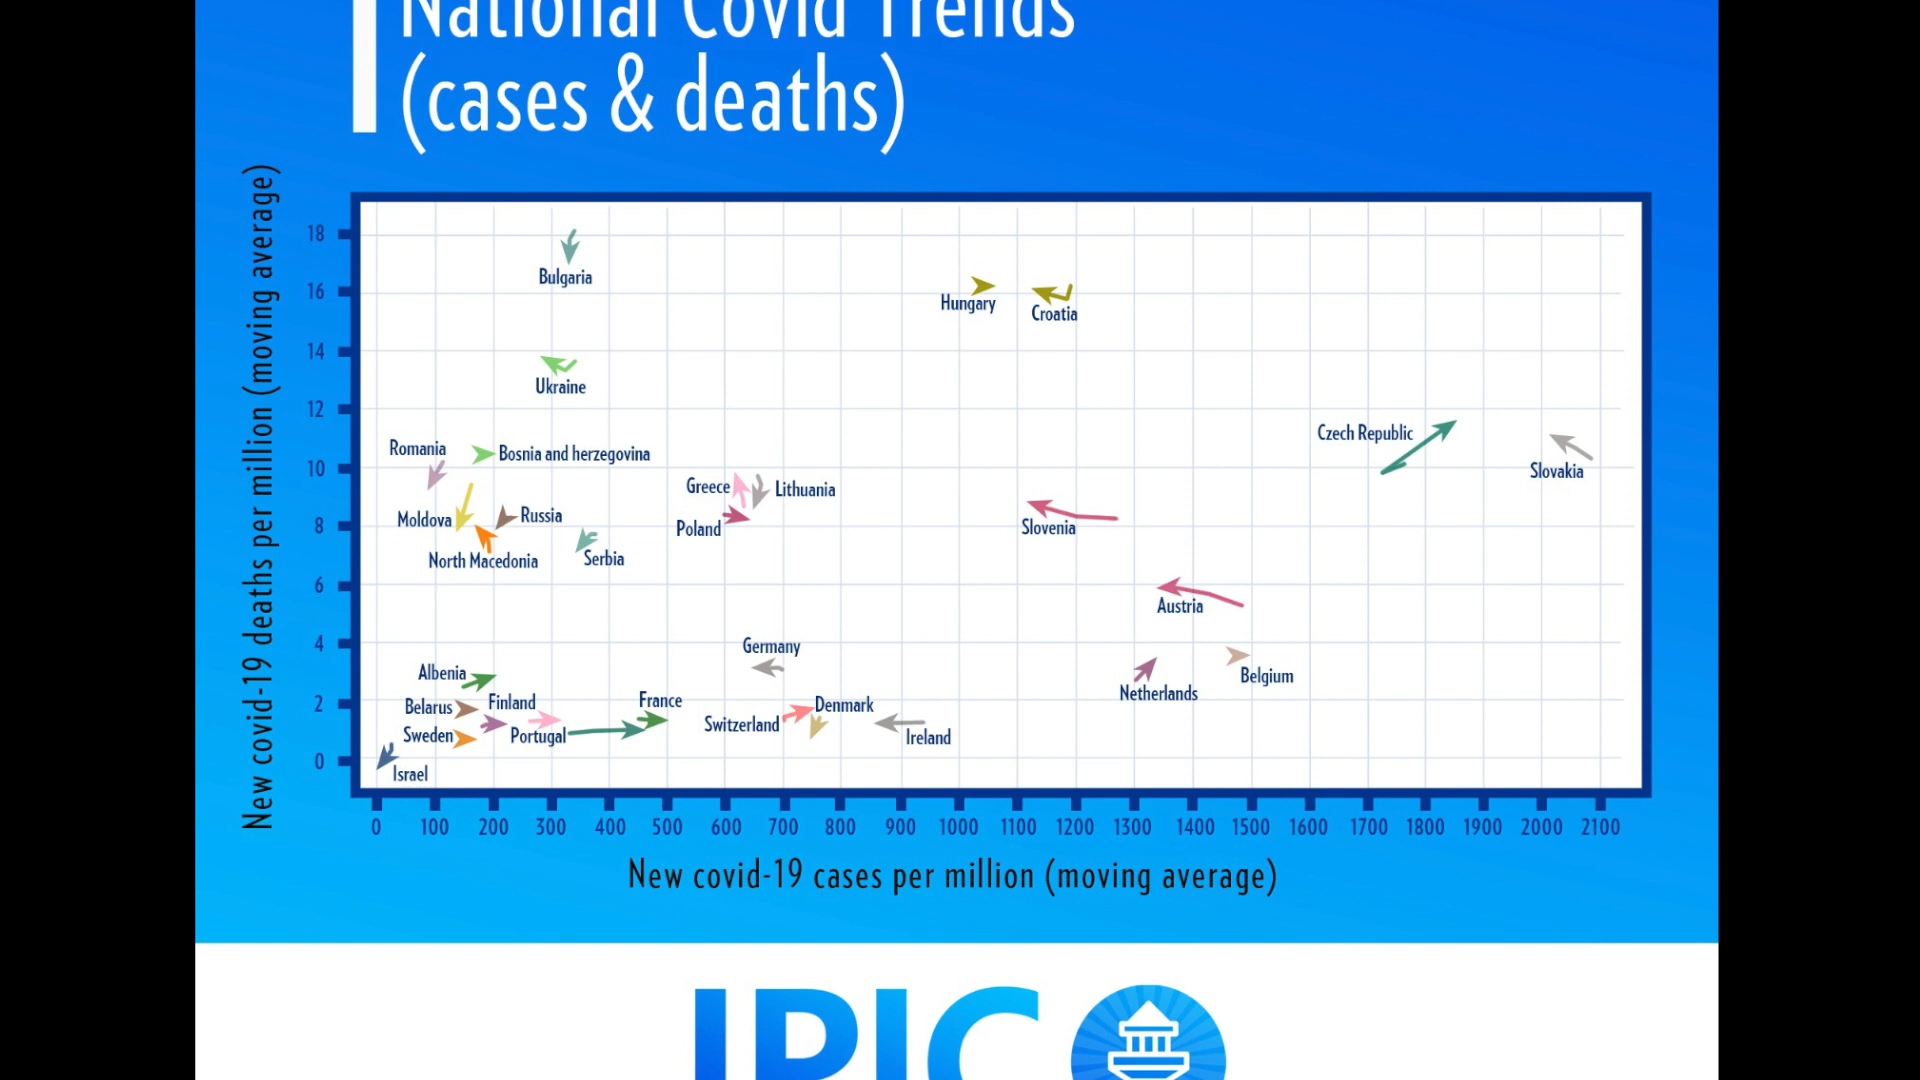 National Covid Trends
(cases & deaths)
New covid-19 deaths per million (moving average)
18
16
14
12
10
8
6
4
2
0
Bulgaria
Hungary
Croatia
Ukraine
Czech Republic
Romania
Bosnia and herzegovina
Slovakia
Greece
Lithuania
Moldova
Russia
Poland
Slovenia
North Macedonia
Serbia
Austria
Germany
Albenia
Belgium
Netherlands
Belarus
Finland
France
Denmark
Switzerland
Sweden
Portugal
Ireland
Israel
0 100 200 300 400 500 600 700 800 900 1000 1100 1200 1300 1400 1500 1600 1700 1800 1900 2000 2100
New covid-19 cases per million (moving average)
IPIC